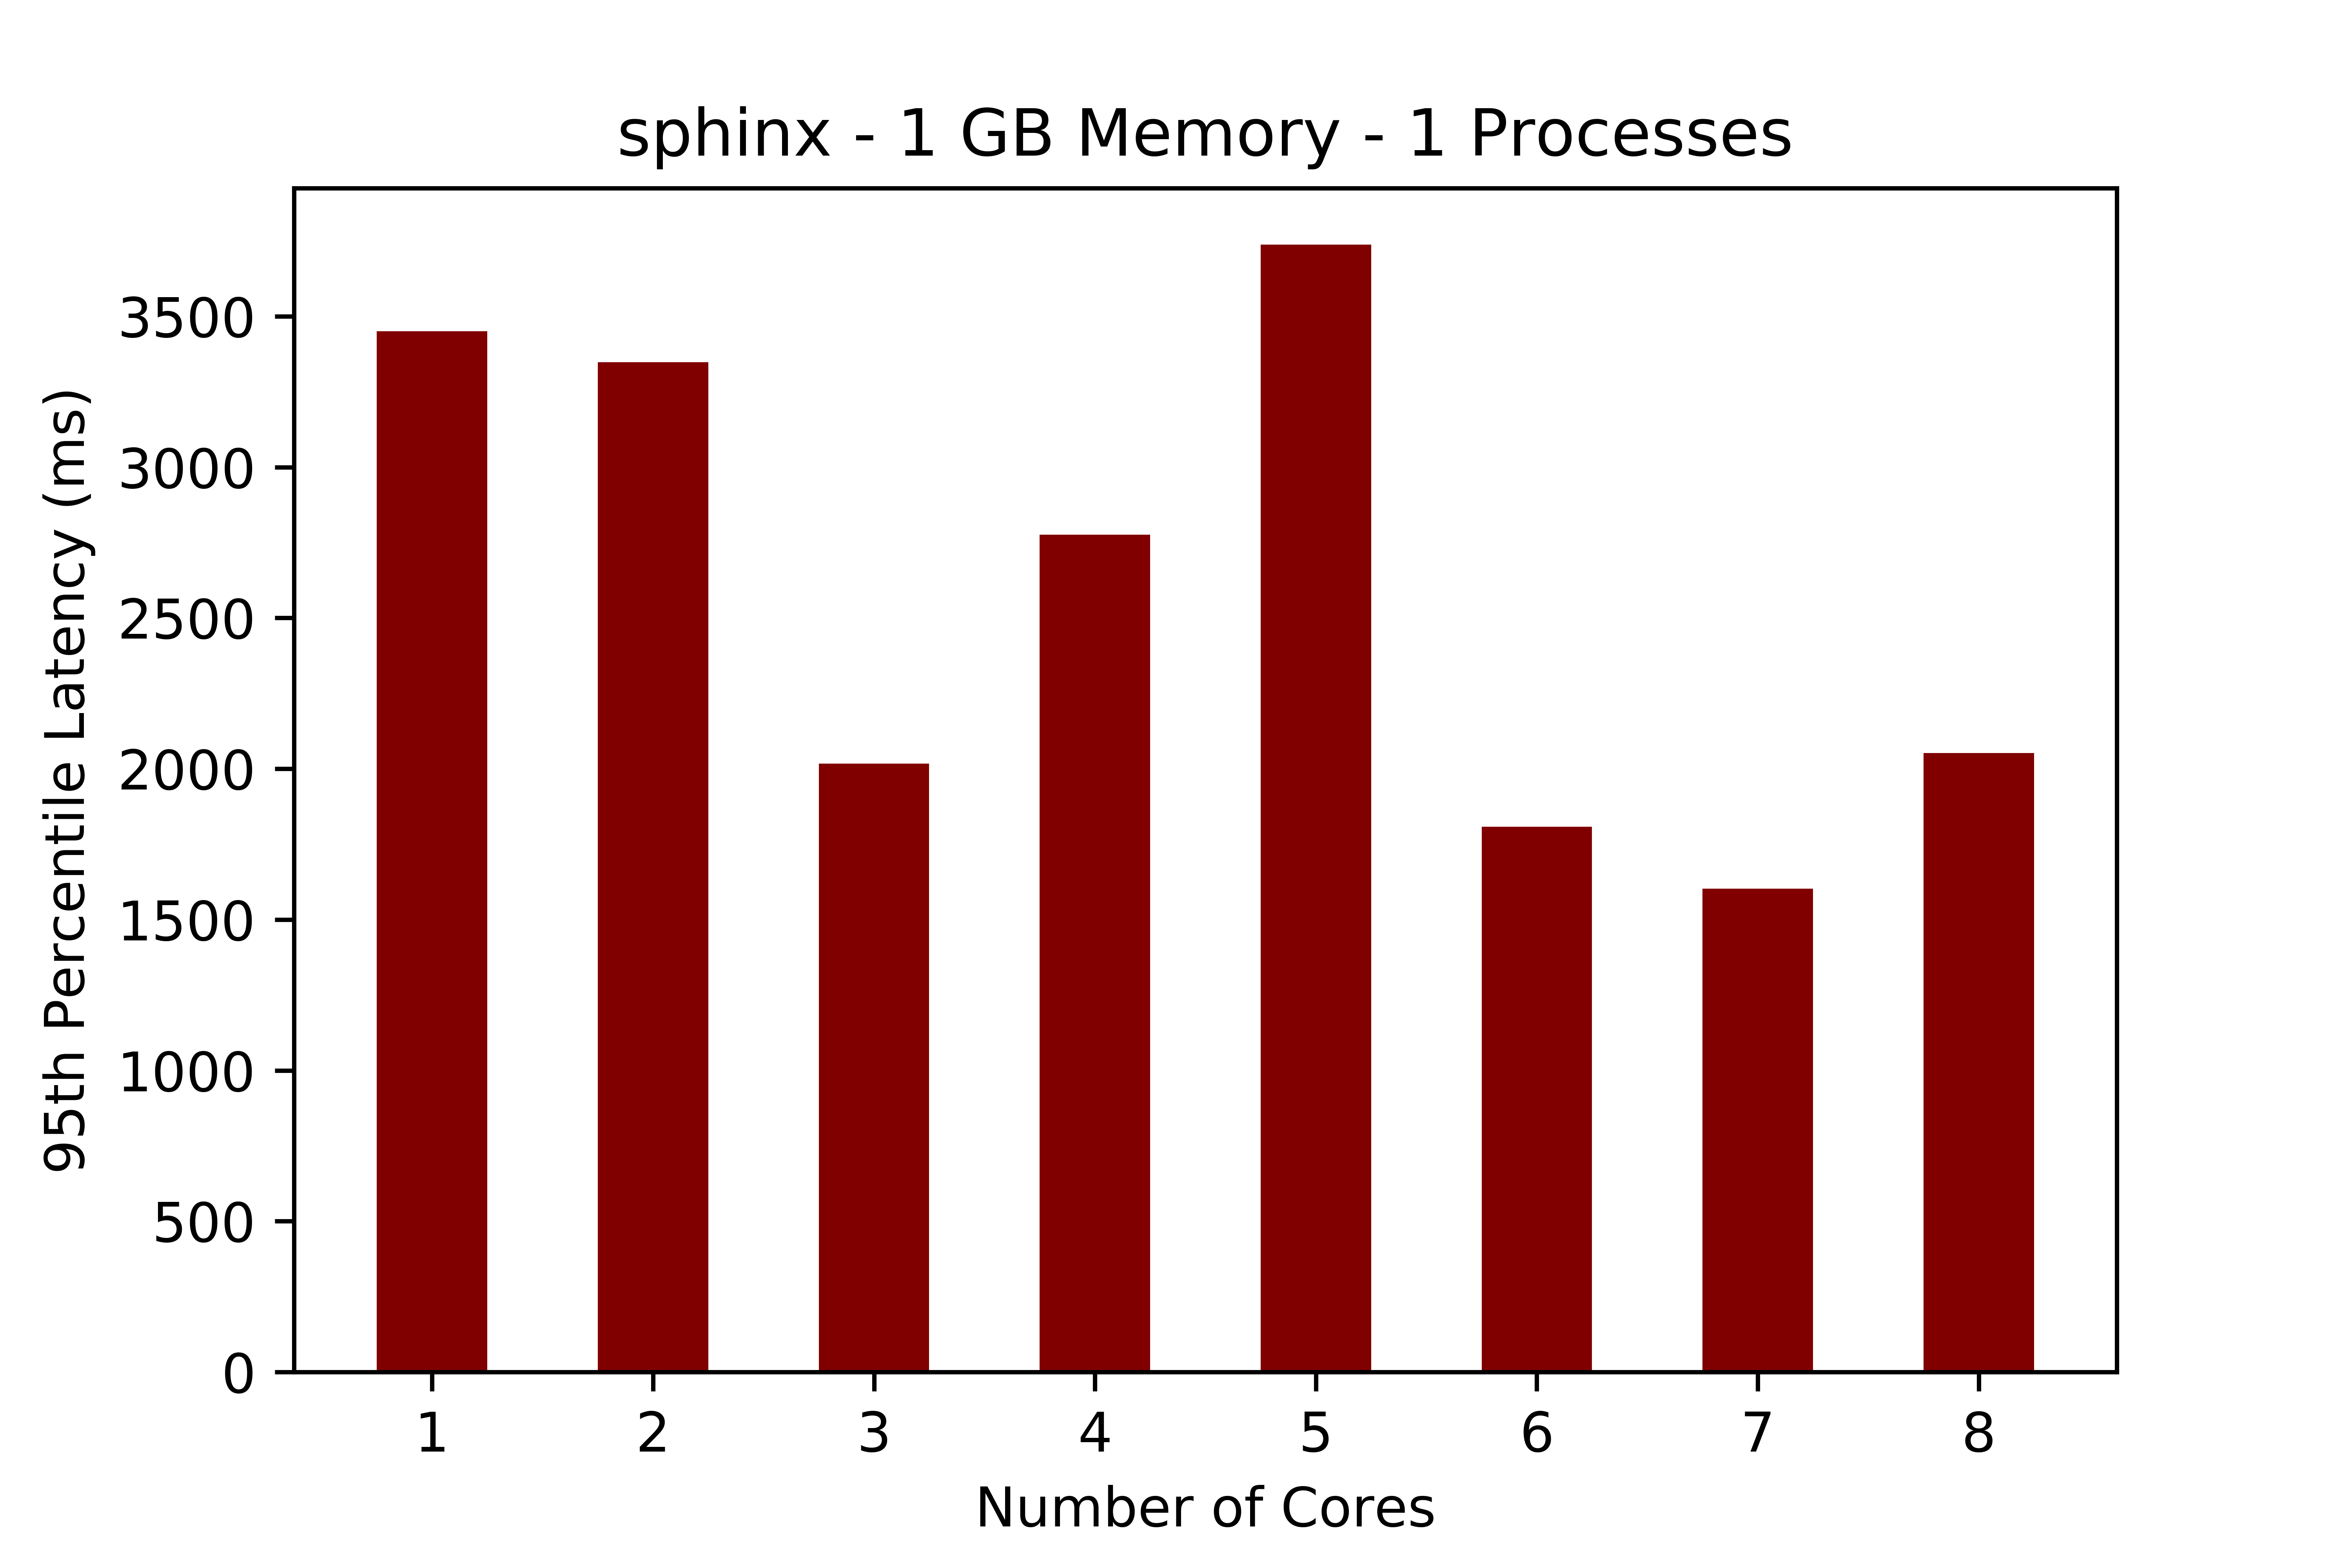 sphinx - 1 GB Memory - 1 Processes
95th Percentile Latency (ms)
3500
3000
2500
2000
1500
1000
500
0
1 2 3 4 5 6 7 8
Number of Cores